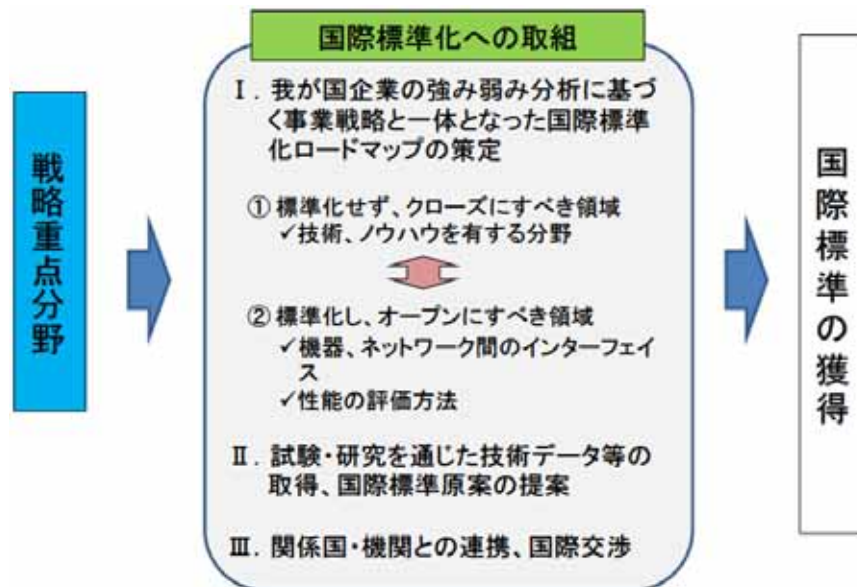 国際標準化への取組
戦略重点分野
Ⅰ．我が国企業の強み弱み分析に基づ
く事業戦略と一体となった国際標準
化ロードマップの策定
① 標準化せず、クローズにすべき領域
✓技術、ノウハウを有する分野
② 標準化し、オープンにすべき領域
✓機器、ネットワーク間のインターフェイ
ス
✓性能の評価方法
Ⅱ．試験・研究を通じた技術データ等の
取得、国際標準原案の提案
Ⅲ．関係国・機関との連携、国際交渉
国際標準の獲得